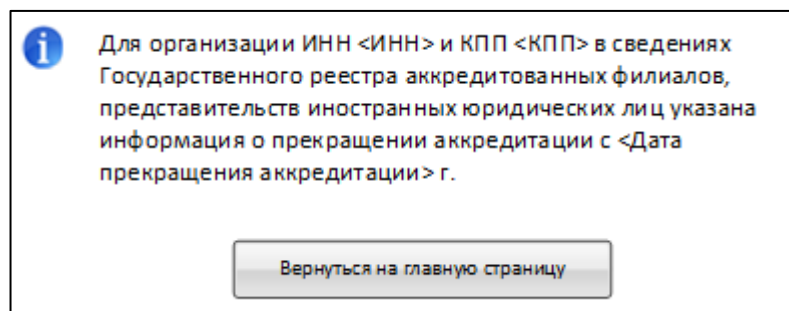 Для организации ИНН <ИНН> и КПП <КПП> в сведениях
Государственного реестра аккредитованных филиалов,
представительств иностранных юридических лиц указана
информация о прекращении аккредитации с <Дата
прекращения аккредитации> г.
Вернуться на главную страницу